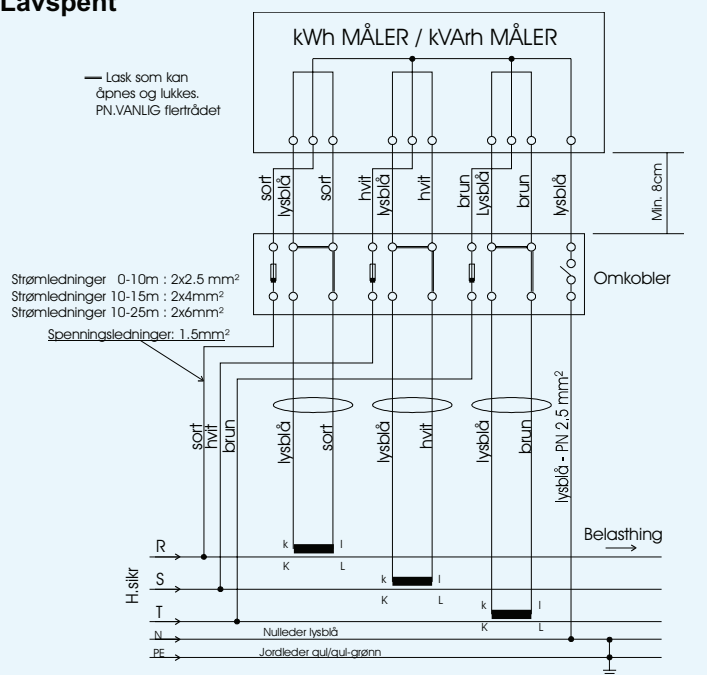 Lavspent
kWh MÅLER / kVArh MÅLER
Lask som kan
åpnes og lukkes.
PN.VANLIG flertrådet
sort
lysblå
sort
hvit
lysblå
hvit
brun
Lysblå
brun
lysblå
Min. 8cm
Omkobler
Strømledninger 0-10m : 2x2.5 mm²
Strømledninger 10-15m : 2x4mm²
Strømledninger 10-25m : 2x6mm²
Spenningsledninger: 1.5mm²
sort
hvit
brun
lysblå
sort
lysblå
hvit
lysblå
brun
lysblå - PN 2,5 mm²
Belasthing
H.sikr
R
k l
K L
S
k l
K L
T
k l
K L
N Nulleder lysblå
PE Jordleder gul/gul-grønn